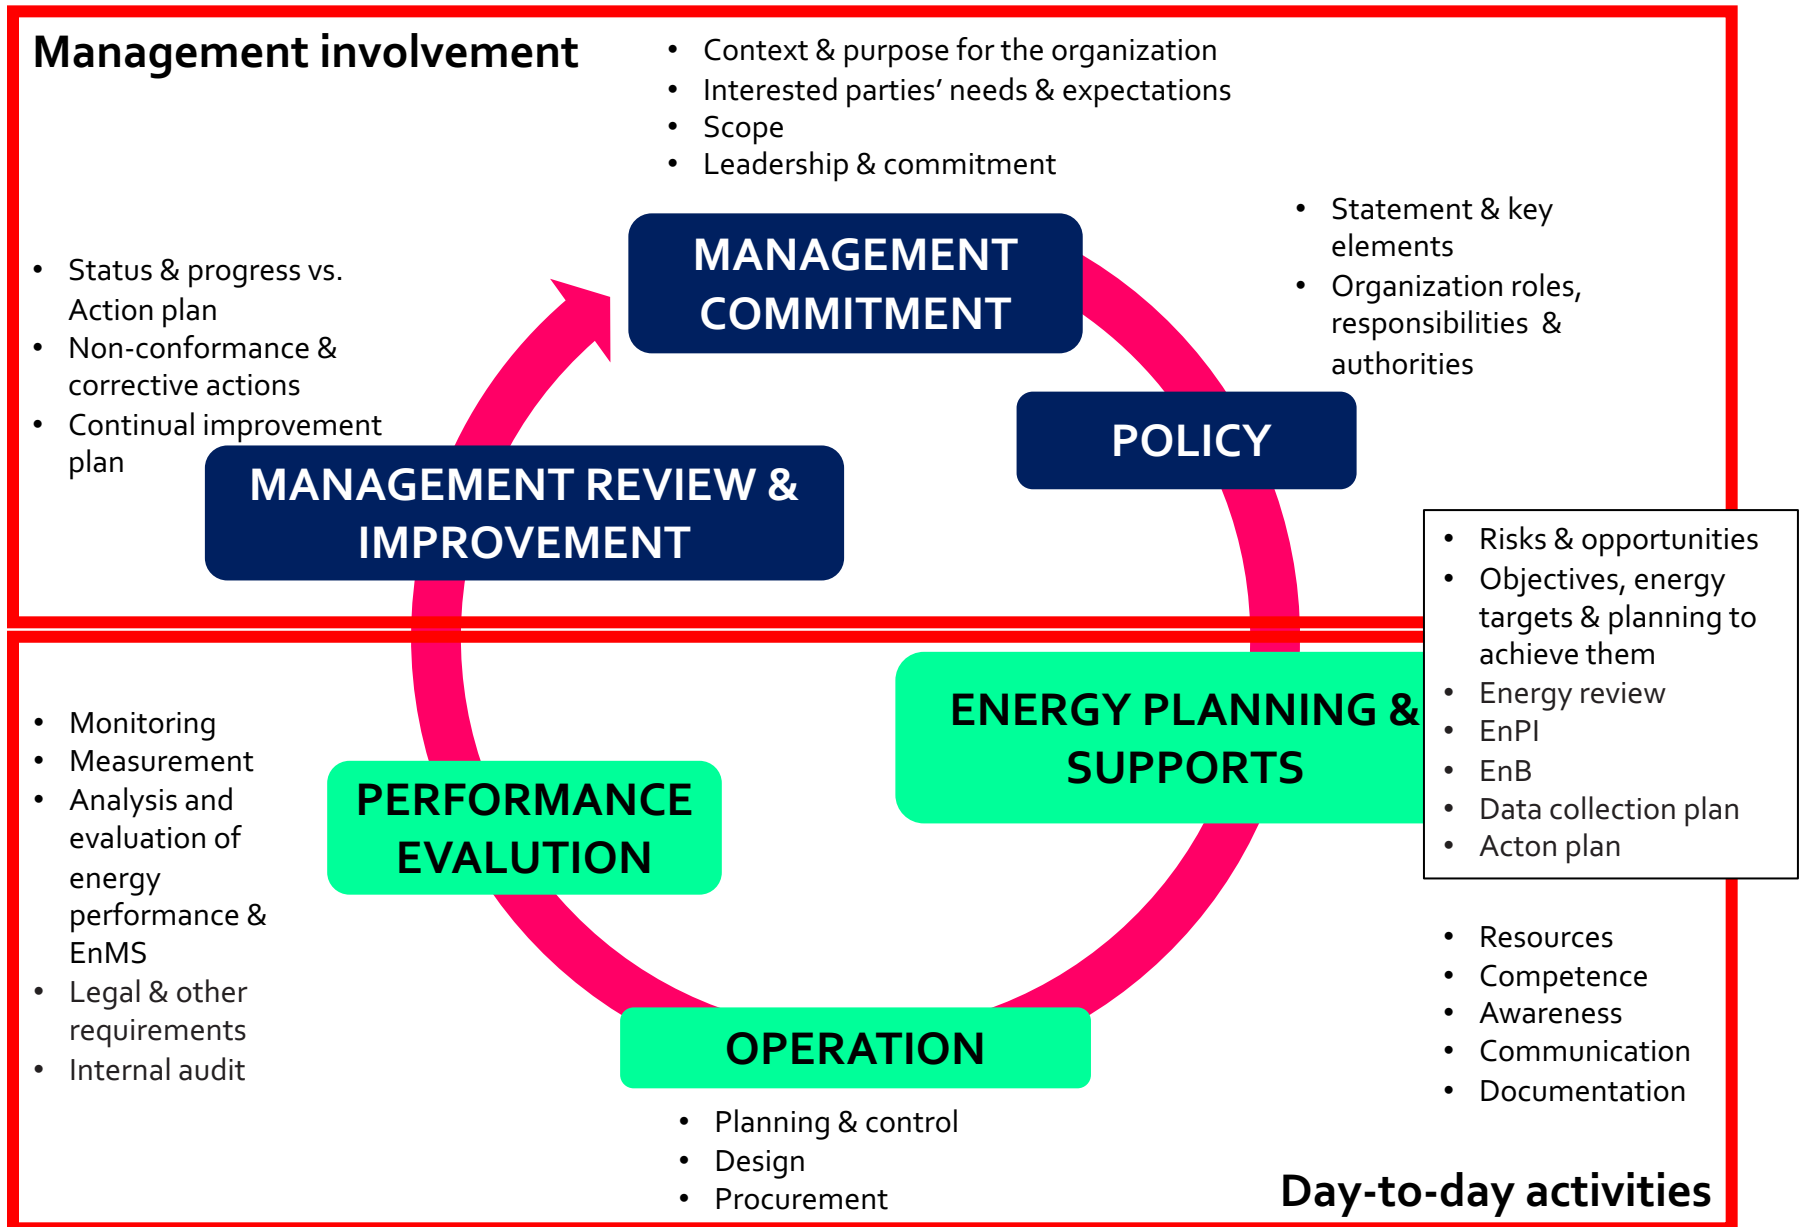 Management involvement
• Context & purpose for the organization
• Interested parties’ needs & expectations
• Scope
• Leadership & commitment
• Statement & key
elements
• Organization roles,
responsibilities &
authorities
• Status & progress vs.
Action plan
• Non-conformance &
corrective actions
• Continual improvement
plan
MANAGEMENT
COMMITMENT
POLICY
MANAGEMENT REVIEW &
IMPROVEMENT
• Risks & opportunities
• Objectives, energy
targets & planning to
achieve them
• Energy review
• EnPI
• EnB
• Data collection plan
• Acton plan
ENERGY PLANNING &
SUPPORTS
• Monitoring
• Measurement
• Analysis and
evaluation of
energy
performance &
EnMS
• Legal & other
requirements
• Internal audit
PERFORMANCE
EVALUTION
• Resources
• Competence
• Awareness
• Communication
• Documentation
OPERATION
• Planning & control
• Design
• Procurement
Day-to-day activities